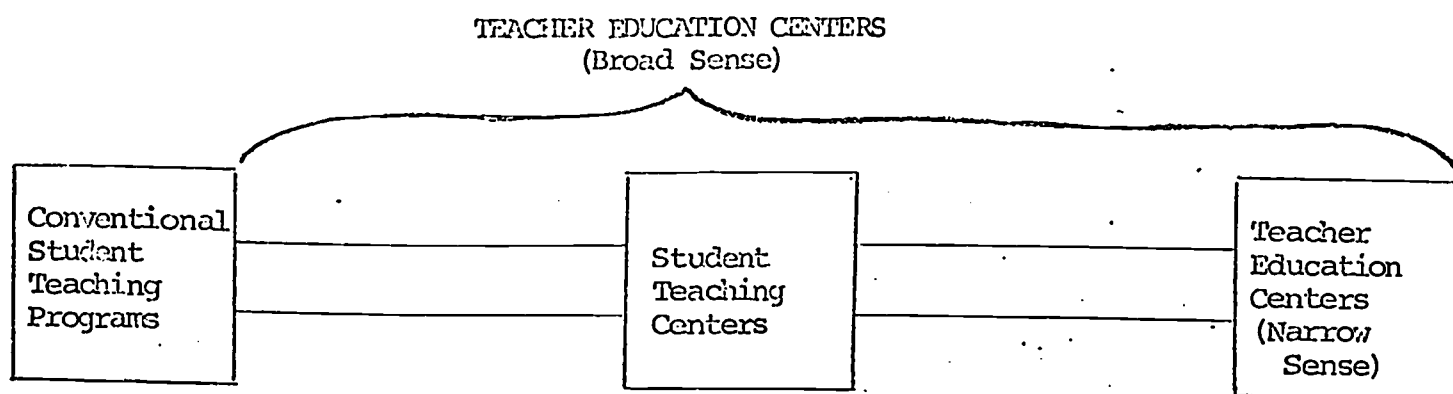 TEACHER EDUCATION CENTERS
(Broad Sense)
Conventional
Student
Teaching
Programs
Student
Teaching
Centers
Teacher
Education
Centers
(Narrow
Sense)